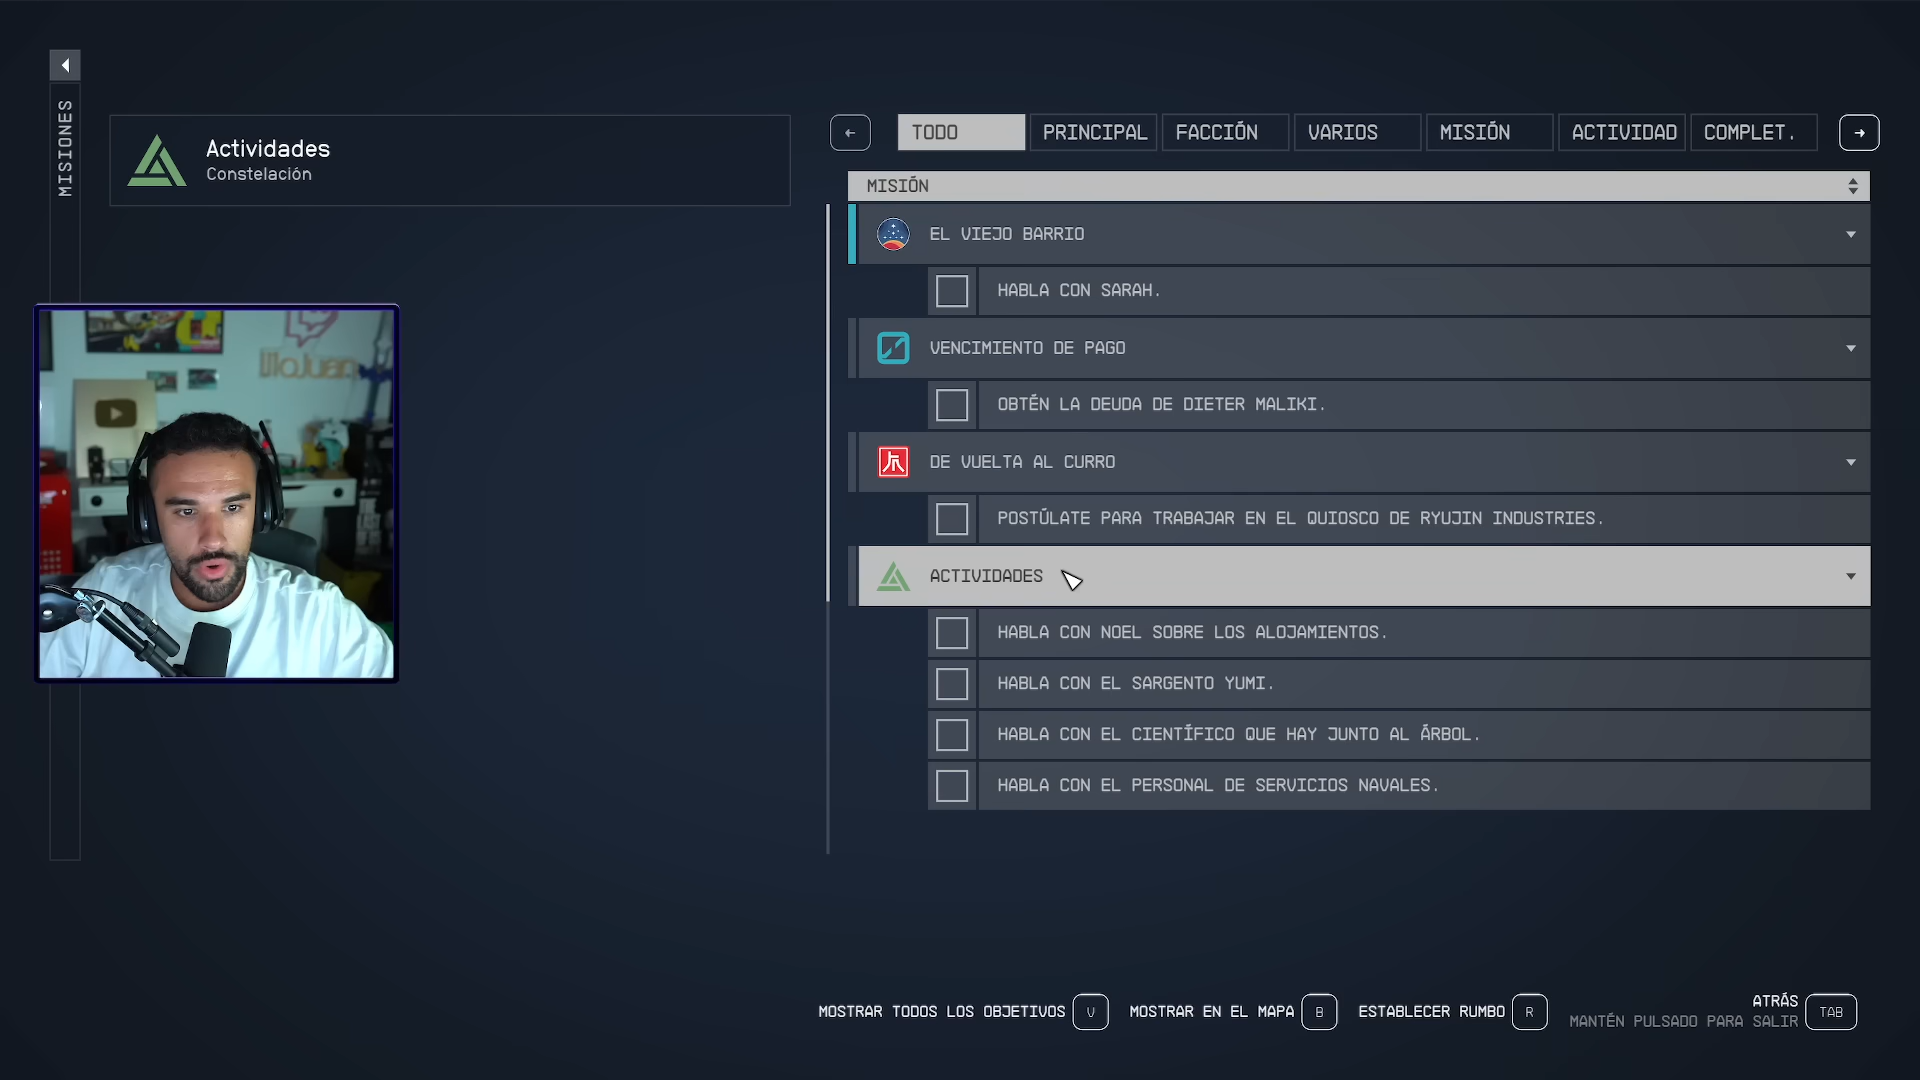 MISIONES
Actividades
Constelación
←
TODO
PRINCIPAL
FACCIÓN
VARIOS
MISIÓN
ACTIVIDAD
COMPLET.
→
MISIÓN
EL VIEJO BARRIO
HABLA CON SARAH.
VENCIMIENTO DE PAGO
OBTÉN LA DEUDA DE DIETER MALIKI.
DE VUELTA AL CURRO
POSTÚLATE PARA TRABAJAR EN EL QUIOSCO DE RYUJIN INDUSTRIES.
ACTIVIDADES
HABLA CON NOEL SOBRE LOS ALOJAMIENTOS.
HABLA CON EL SARGENTO YUMI.
HABLA CON EL CIENTÍFICO QUE HAY JUNTO AL ÁRBOL.
HABLA CON EL PERSONAL DE SERVICIOS NAVALES.
MOSTRAR TODOS LOS OBJETIVOS V
MOSTRAR EN EL MAPA B
ESTABLECER RUMBO R
ATRÁS
MANTÉN PULSADO PARA SALIR TAB